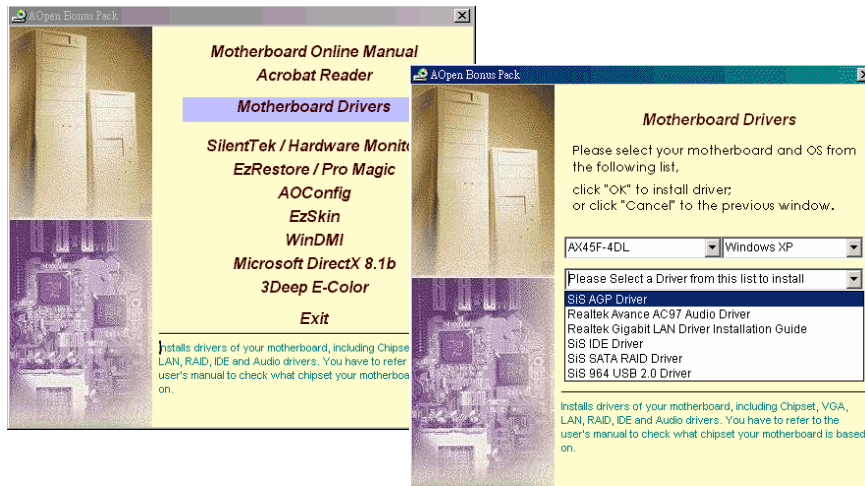 AOpen Bonus Pack
Motherboard Online Manual
Acrobat Reader
Motherboard Drivers
SilentTek / Hardware Monito
EzRestore / Pro Magic
AOConfig
EzSkin
WinDMI
Microsoft DirectX 8.1b
3Deep E-Color
Exit
Installs drivers of your motherboard, including Chipse
LAN, RAID, IDE and Audio drivers. You have to refer
user's manual to check what chipset your motherboa
on.
AOpen Bonus Pack
Motherboard Drivers
Please select your motherboard and OS from
the following list,
click "OK" to install driver;
or click "Cancel" to the previous window.
AX45F-4DL Windows XP
Please Select a Driver from this list to install
SiS AGP Driver
Realtek Avance AC97 Audio Driver
Realtek Gigabit LAN Driver Installation Guide
SiS IDE Driver
SiS SATA RAID Driver
SiS 964 USB 2.0 Driver
Installs drivers of your motherboard, including Chipset, VGA,
LAN, RAID, IDE and Audio drivers. You have to refer to the
user's manual to check what chipset your motherboard is based
on.